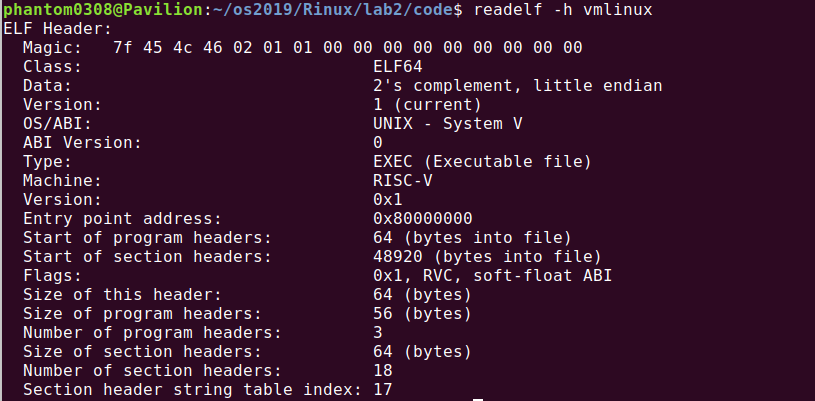 phantom0308@Pavilion:~/os2019/Rinux/lab2/code$ readelf -h vmlinux
ELF Header:
  Magic:   7f 45 4c 46 02 01 01 00 00 00 00 00 00 00 00 00
  Class:                             ELF64
  Data:                              2's complement, little endian
  Version:                           1 (current)
  OS/ABI:                            UNIX - System V
  ABI Version:                       0
  Type:                              EXEC (Executable file)
  Machine:                           RISC-V
  Version:                           0x1
  Entry point address:               0x80000000
  Start of program headers:          64 (bytes into file)
  Start of section headers:          48920 (bytes into file)
  Flags:                             0x1, RVC, soft-float ABI
  Size of this header:               64 (bytes)
  Size of program headers:           56 (bytes)
  Number of program headers:         3
  Size of section headers:           64 (bytes)
  Number of section headers:         18
  Section header string table index: 17